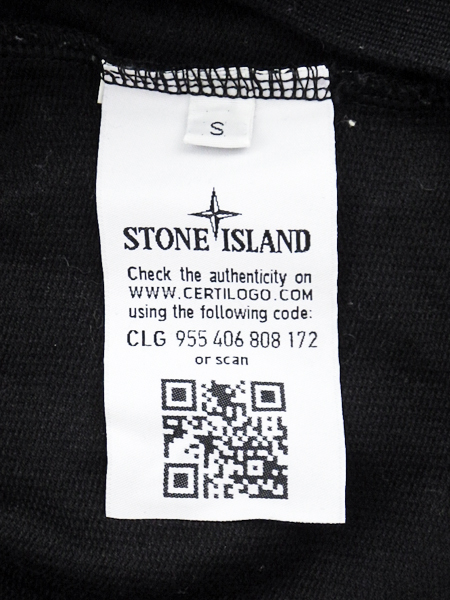 S
STONE ISLAND
Check the authenticity on
WWW.CERTILOGO.COM
using the following code:
CLG 955 406 808 172
or scan